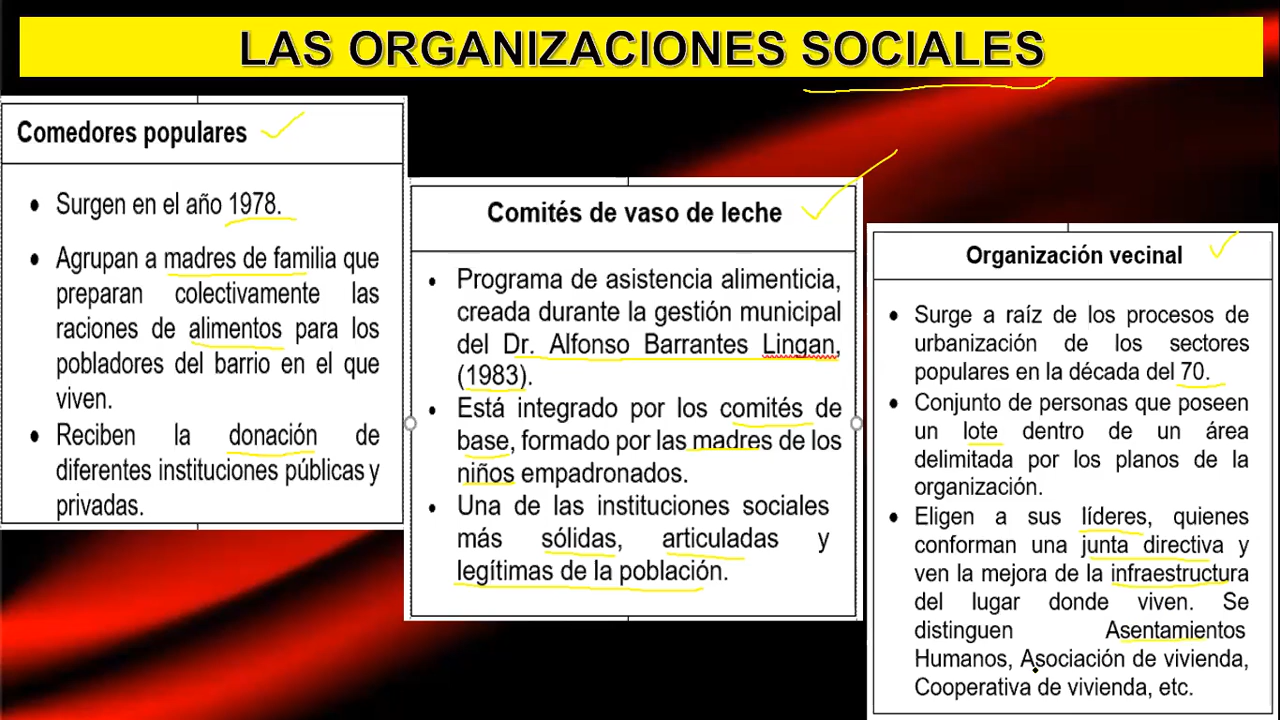 LAS ORGANIZACIONES SOCIALES
Comedores populares
• Surgen en el año 1978.
• Agrupan a madres de familia que
preparan colectivamente las
raciones de alimentos para los
pobladores del barrio en el que
viven.
• Reciben la donación de
diferentes instituciones públicas y
privadas.
Comités de vaso de leche
• Programa de asistencia alimenticia,
creada durante la gestión municipal
del Dr. Alfonso Barrantes Lingan,
(1983).
• Está integrado por los comités de
base, formado por las madres de los
niños empadronados.
• Una de las instituciones sociales
más sólidas, articuladas y
legítimas de la población.
Organización vecinal
• Surge a raíz de los procesos de
urbanización de los sectores
populares en la década del 70.
• Conjunto de personas que poseen
un lote dentro de un área
delimitada por los planos de la
organización.
• Eligen a sus líderes, quienes
conforman una junta directiva y
ven la mejora de la infraestructura
del lugar donde viven. Se
distinguen Asentamientos
Humanos, Asociación de vivienda,
Cooperativa de vivienda, etc.